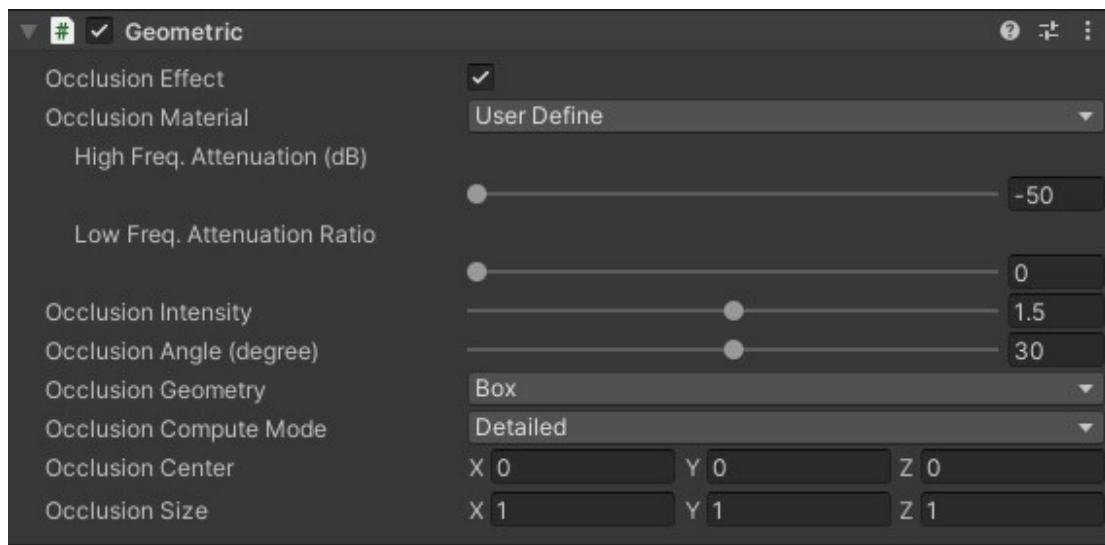 # Geometric
Occlusion Effect
Occlusion Material User Define
High Freq. Attenuation (dB)
-50
Low Freq. Attenuation Ratio
0
Occlusion Intensity 1.5
Occlusion Angle (degree) 30
Occlusion Geometry Box
Occlusion Compute Mode Detailed
Occlusion Center X 0 Y 0 Z 0
Occlusion Size X 1 Y 1 Z 1